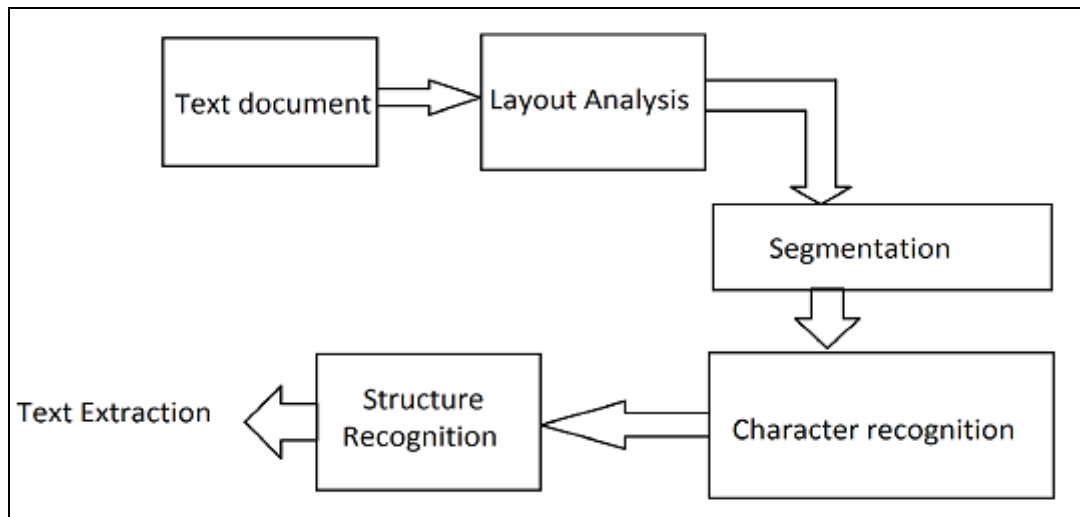 Text document
Layout Analysis
Segmentation
Character recognition
Structure
Recognition
Text Extraction